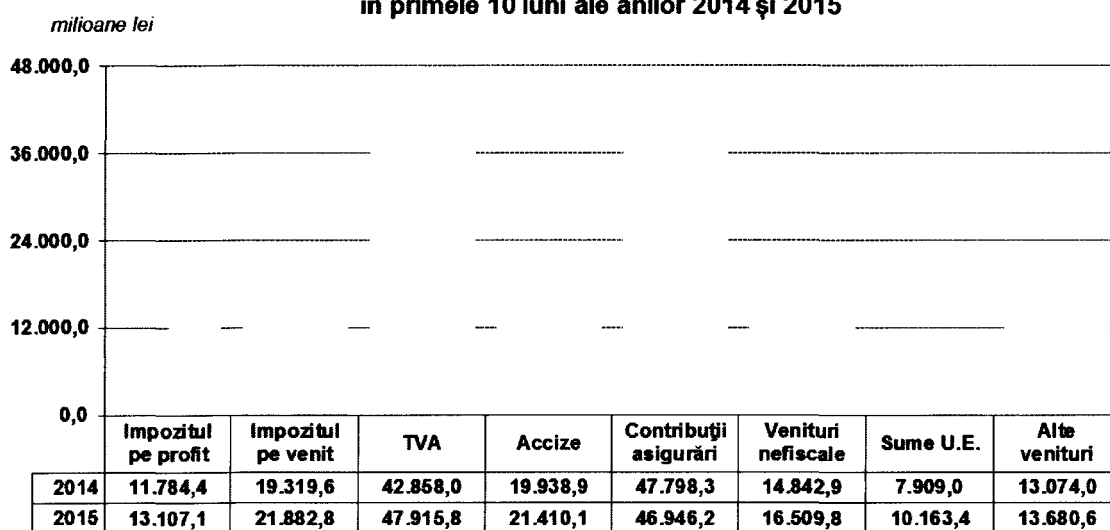 în primele 10 luni ale anilor 2014 și 2015
milioane lei
48.000,0
36.000,0
24.000,0
12.000,0
0,0
Impozitul pe profit Impozitul pe venit TVA Accize Contribuții asigurări Venituri nefiscale Sume U.E. Alte venituri
2014 11.784,4 19.319,6 42.858,0 19.938,9 47.798,3 14.842,9 7.909,0 13.074,0
2015 13.107,1 21.882,8 47.915,8 21.410,1 46.946,2 16.509,8 10.163,4 13.680,6